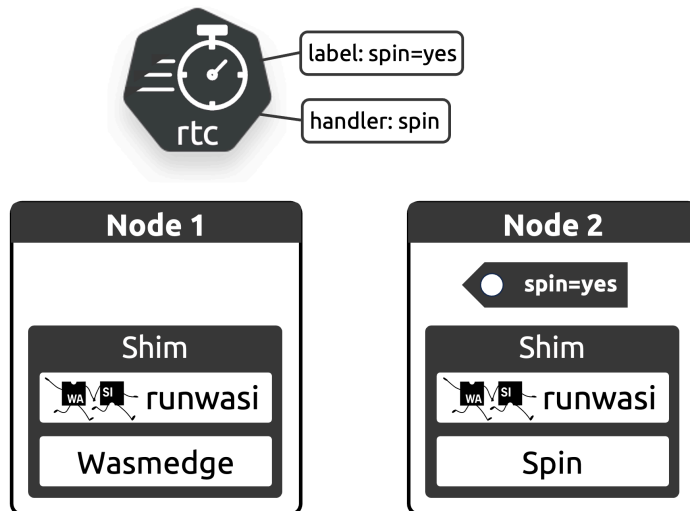 label: spin=yes
rtc
handler: spin
Node 1
Node 2
spin=yes
Shim
WA SI runwasi
Wasmedge
Shim
WA SI runwasi
Spin